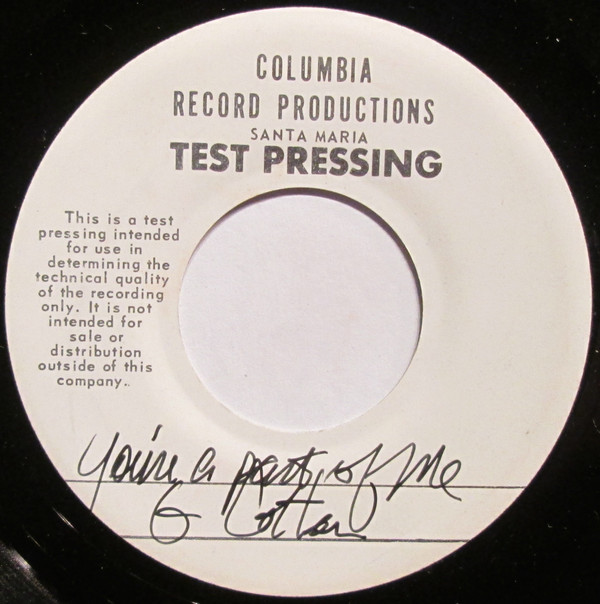 COLUMBIA
RECORD PRODUCTIONS
SANTA MARIA
TEST PRESSING
This is a test
pressing intended
for use in
determining the
technical quality
of the recording
only. It is not
intended for
sale or
distribution
outside of this
company..
You're a part of Me
G Cotton